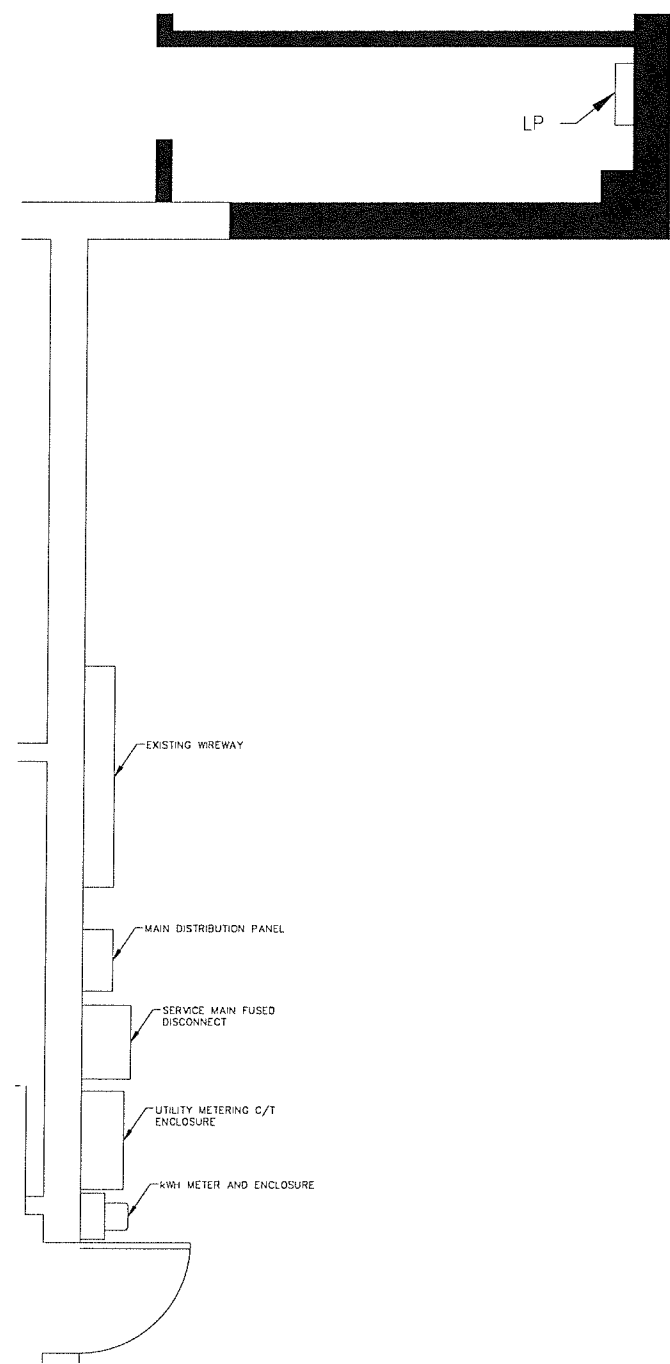 LP
EXISTING WIREWAY
MAIN DISTRIBUTION PANEL
SERVICE MAIN FUSED
DISCONNECT
UTILITY METERING C/T
ENCLOSURE
kWH METER AND ENCLOSURE